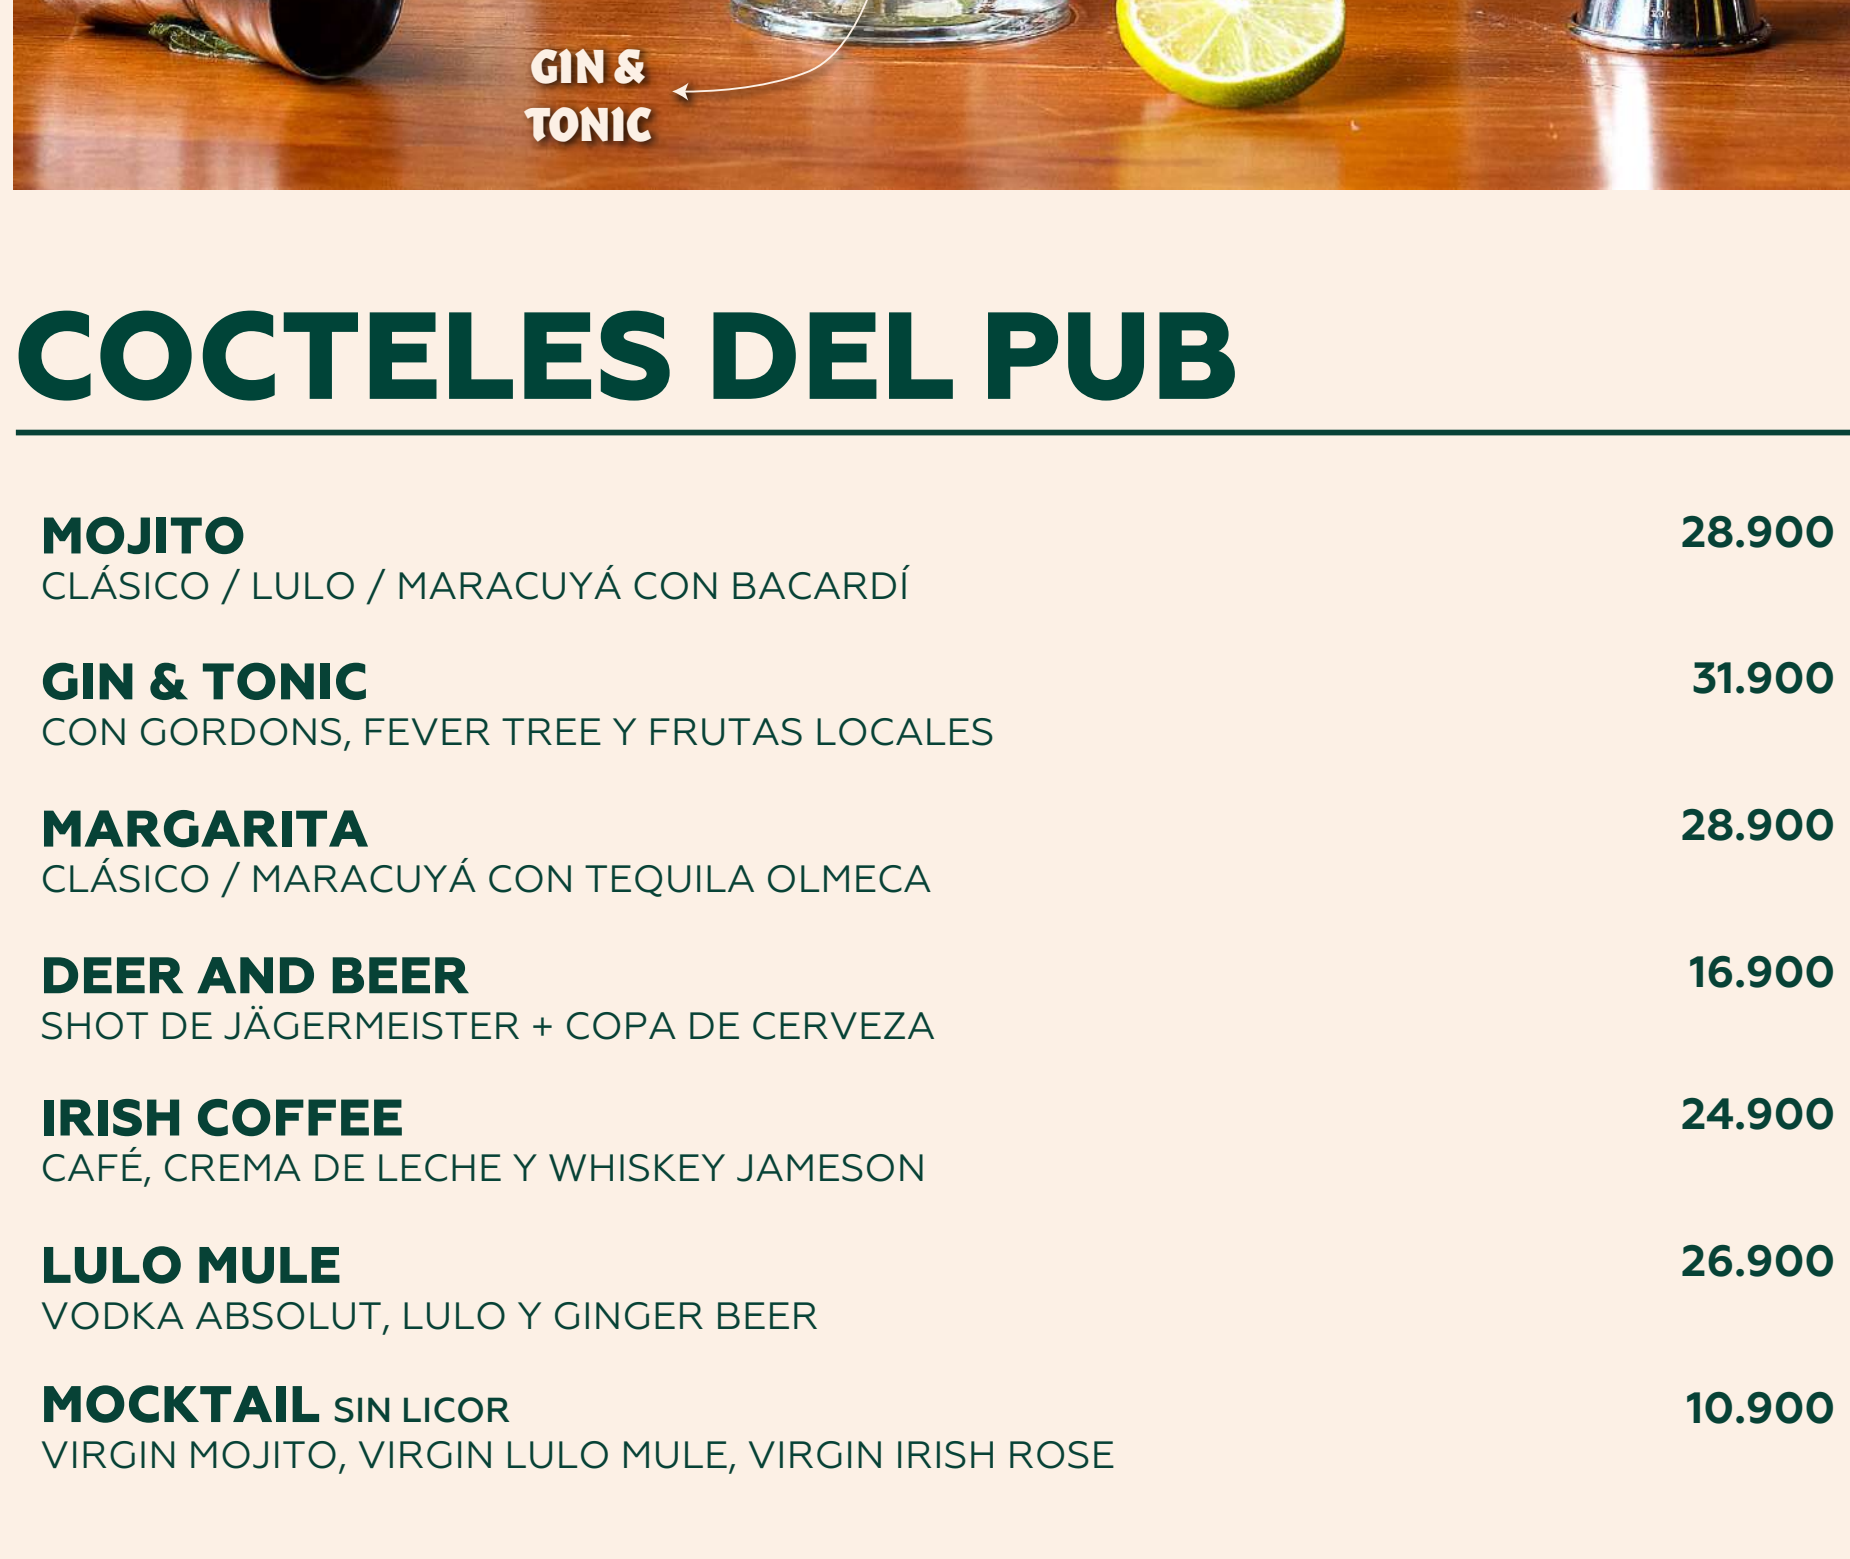 GIN &
TONIC
COCTELES DEL PUB
MOJITO 28.900
CLÁSICO / LULO / MARACUYÁ CON BACARDÍ
GIN & TONIC 31.900
CON GORDONS, FEVER TREE Y FRUTAS LOCALES
MARGARITA 28.900
CLÁSICO / MARACUYÁ CON TEQUILA OLMECA
DEER AND BEER 16.900
SHOT DE JÄGERMEISTER + COPA DE CERVEZA
IRISH COFFEE 24.900
CAFÉ, CREMA DE LECHE Y WHISKEY JAMESON
LULO MULE 26.900
VODKA ABSOLUT, LULO Y GINGER BEER
MOCKTAIL SIN LICOR 10.900
VIRGIN MOJITO, VIRGIN LULO MULE, VIRGIN IRISH ROSE